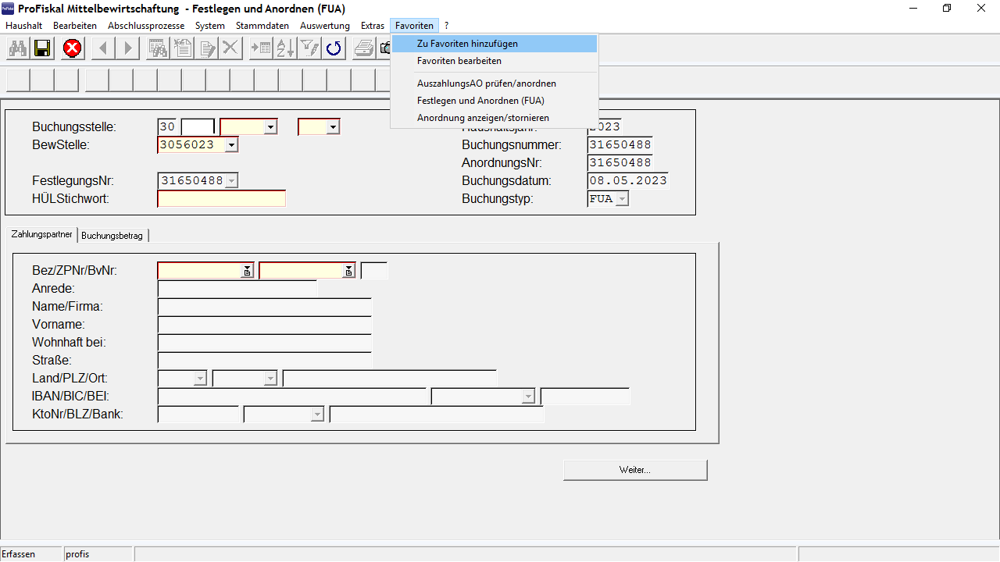 ProFiskal ProFiskal Mittelbewirtschaftung - Festlegen und Anordnen (FUA)
Haushalt Bearbeiten Abschlussprozesse System Stammdaten Auswertung Extras Favoriten ?
Zu Favoriten hinzufügen
Favoriten bearbeiten
AuszahlungsAO prüfen/anordnen
Festlegen und Anordnen (FUA)
Anordnung anzeigen/stornieren
Buchungsstelle: 30
Haushaltsjahr: 2023
BewStelle: 3056023
Buchungsnummer: 31650488
AnordnungsNr: 31650488
FestlegungsNr: 31650488
Buchungsdatum: 08.05.2023
HÜLStichwort:
Buchungstyp: FUA
Zahlungspartner Buchungsbetrag
Bez/ZPNr/BvNr:
Anrede:
Name/Firma:
Vorname:
Wohnhaft bei:
Straße:
Land/PLZ/Ort:
IBAN/BIC/BEI:
KtoNr/BLZ/Bank:
Weiter...
Erfassen profis